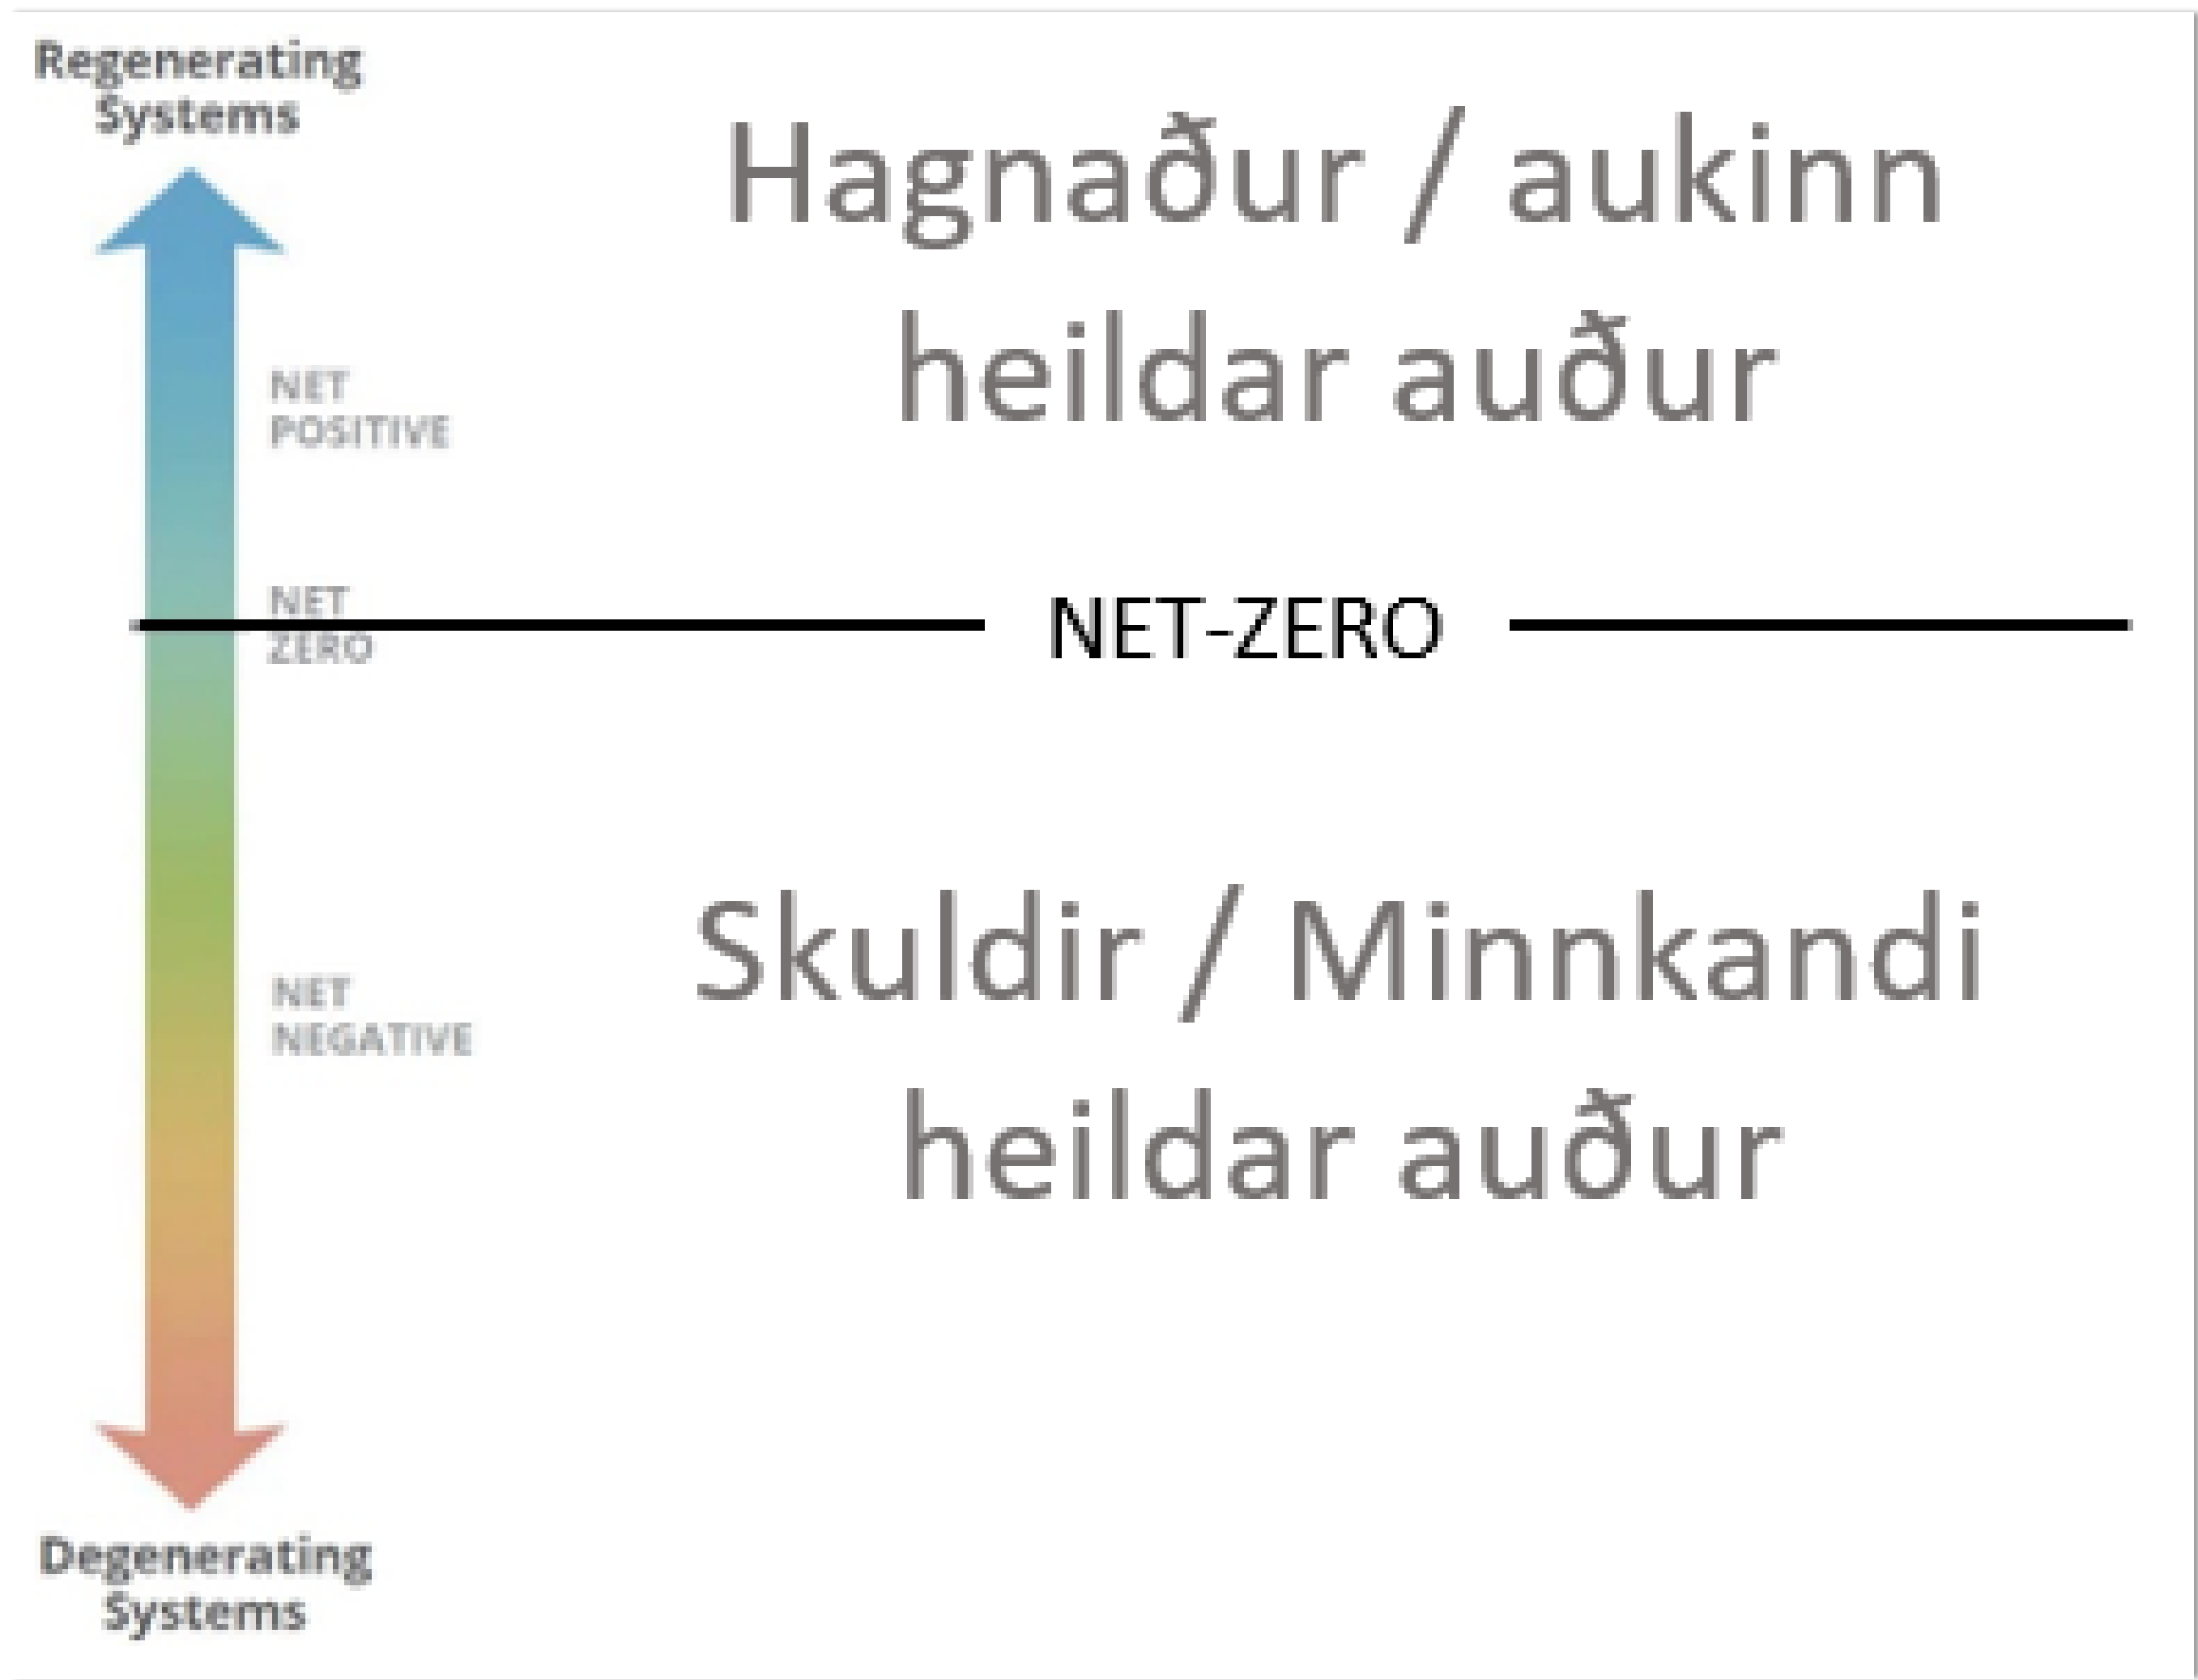 Regenerating
Systems
Hagnaður / aukinn
heildar auður
NET
POSITIVE
NET
ZERO
NET-ZERO
Skuldir / Minnkandi
heildar auður
NET
NEGATIVE
Degenerating
Systems